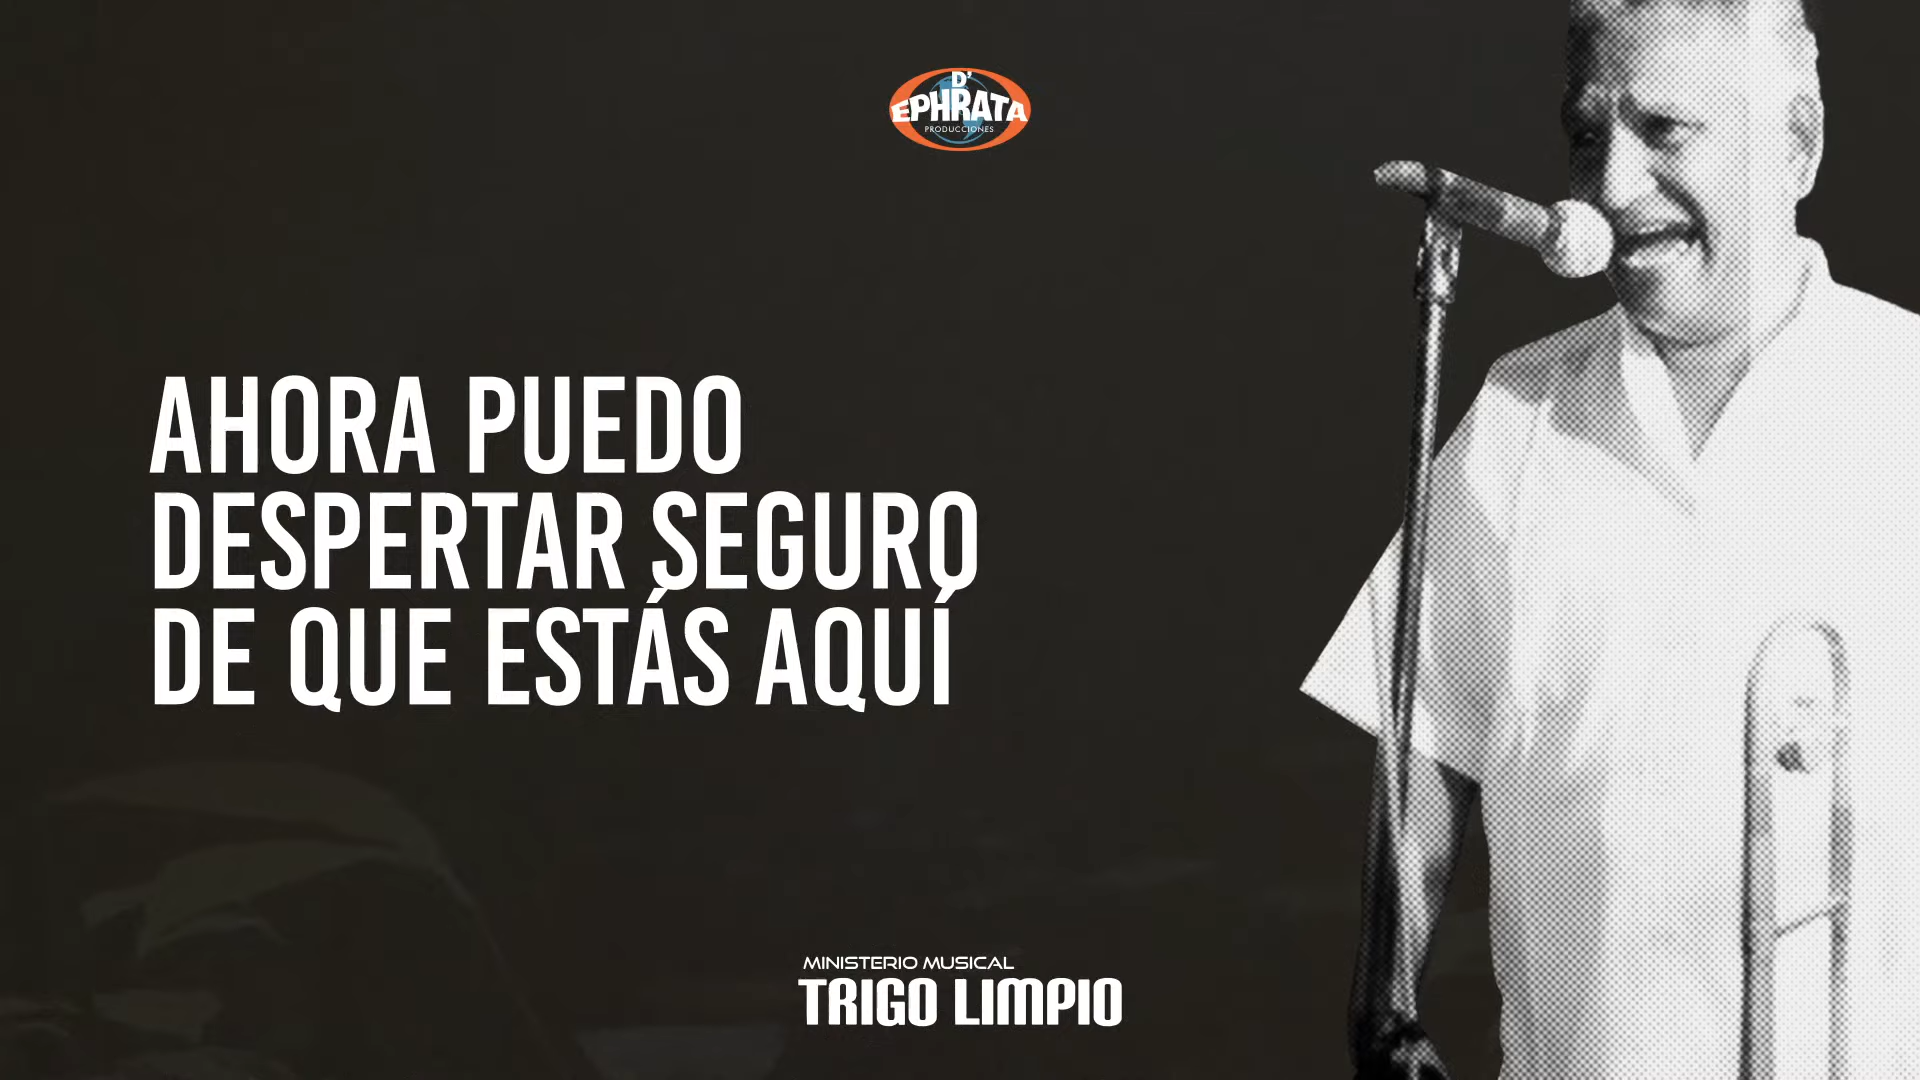 D'
EPHRATA
PRODUCCIONES
AHORA PUEDO
DESPERTAR SEGURO
DE QUE ESTÁS AQUÍ
MINISTERIO MUSICAL
TRIGO LIMPIO